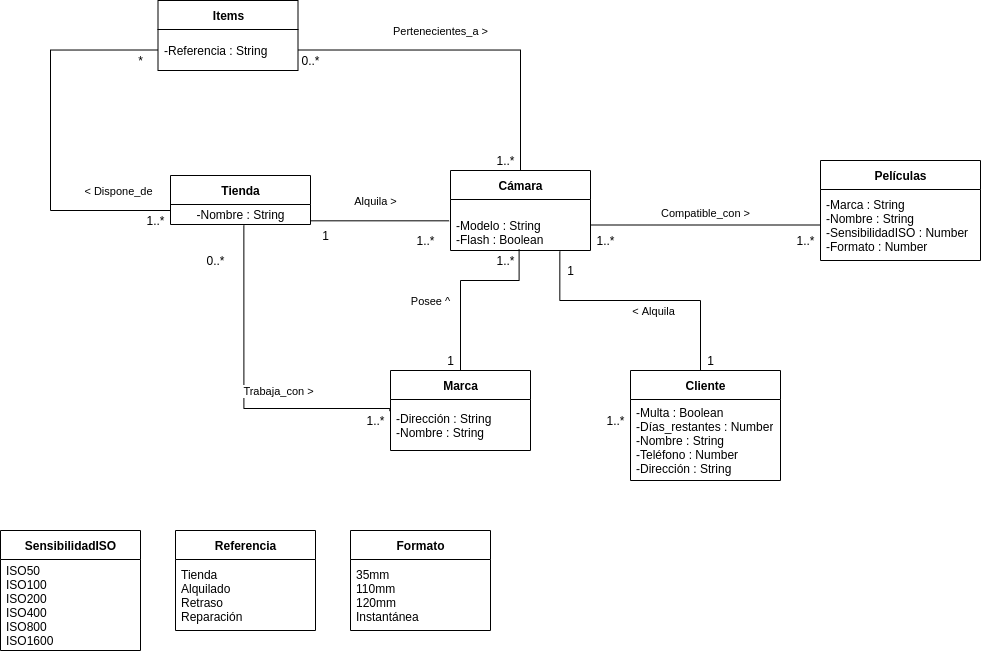 Items
-Referencia : String
Pertenecientes_a >
*
0..*
1..*
< Dispone_de
Tienda
-Nombre : String
1..*
Alquila >
1
1..*
Cámara
-Modelo : String
-Flash : Boolean
Compatible_con >
1..*
1..*
Películas
-Marca : String
-Nombre : String
-SensibilidadISO : Number
-Formato : Number
0..*
1..*
1
Posee ^
< Alquila
1
1
Trabaja_con >
1..*
Marca
-Dirección : String
-Nombre : String
1..*
Cliente
-Multa : Boolean
-Días_restantes : Number
-Nombre : String
-Teléfono : Number
-Dirección : String
SensibilidadISO
ISO50
ISO100
ISO200
ISO400
ISO800
ISO1600
Referencia
Tienda
Alquilado
Retraso
Reparación
Formato
35mm
110mm
120mm
Instantánea